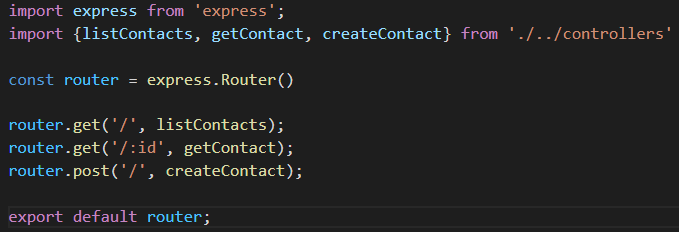 import express from 'express';
import {listContacts, getContact, createContact} from './../controllers'
const router = express.Router()
router.get('/', listContacts);
router.get('/:id', getContact);
router.post('/', createContact);
export default router;